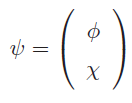 ψ = ( ϕ
χ )